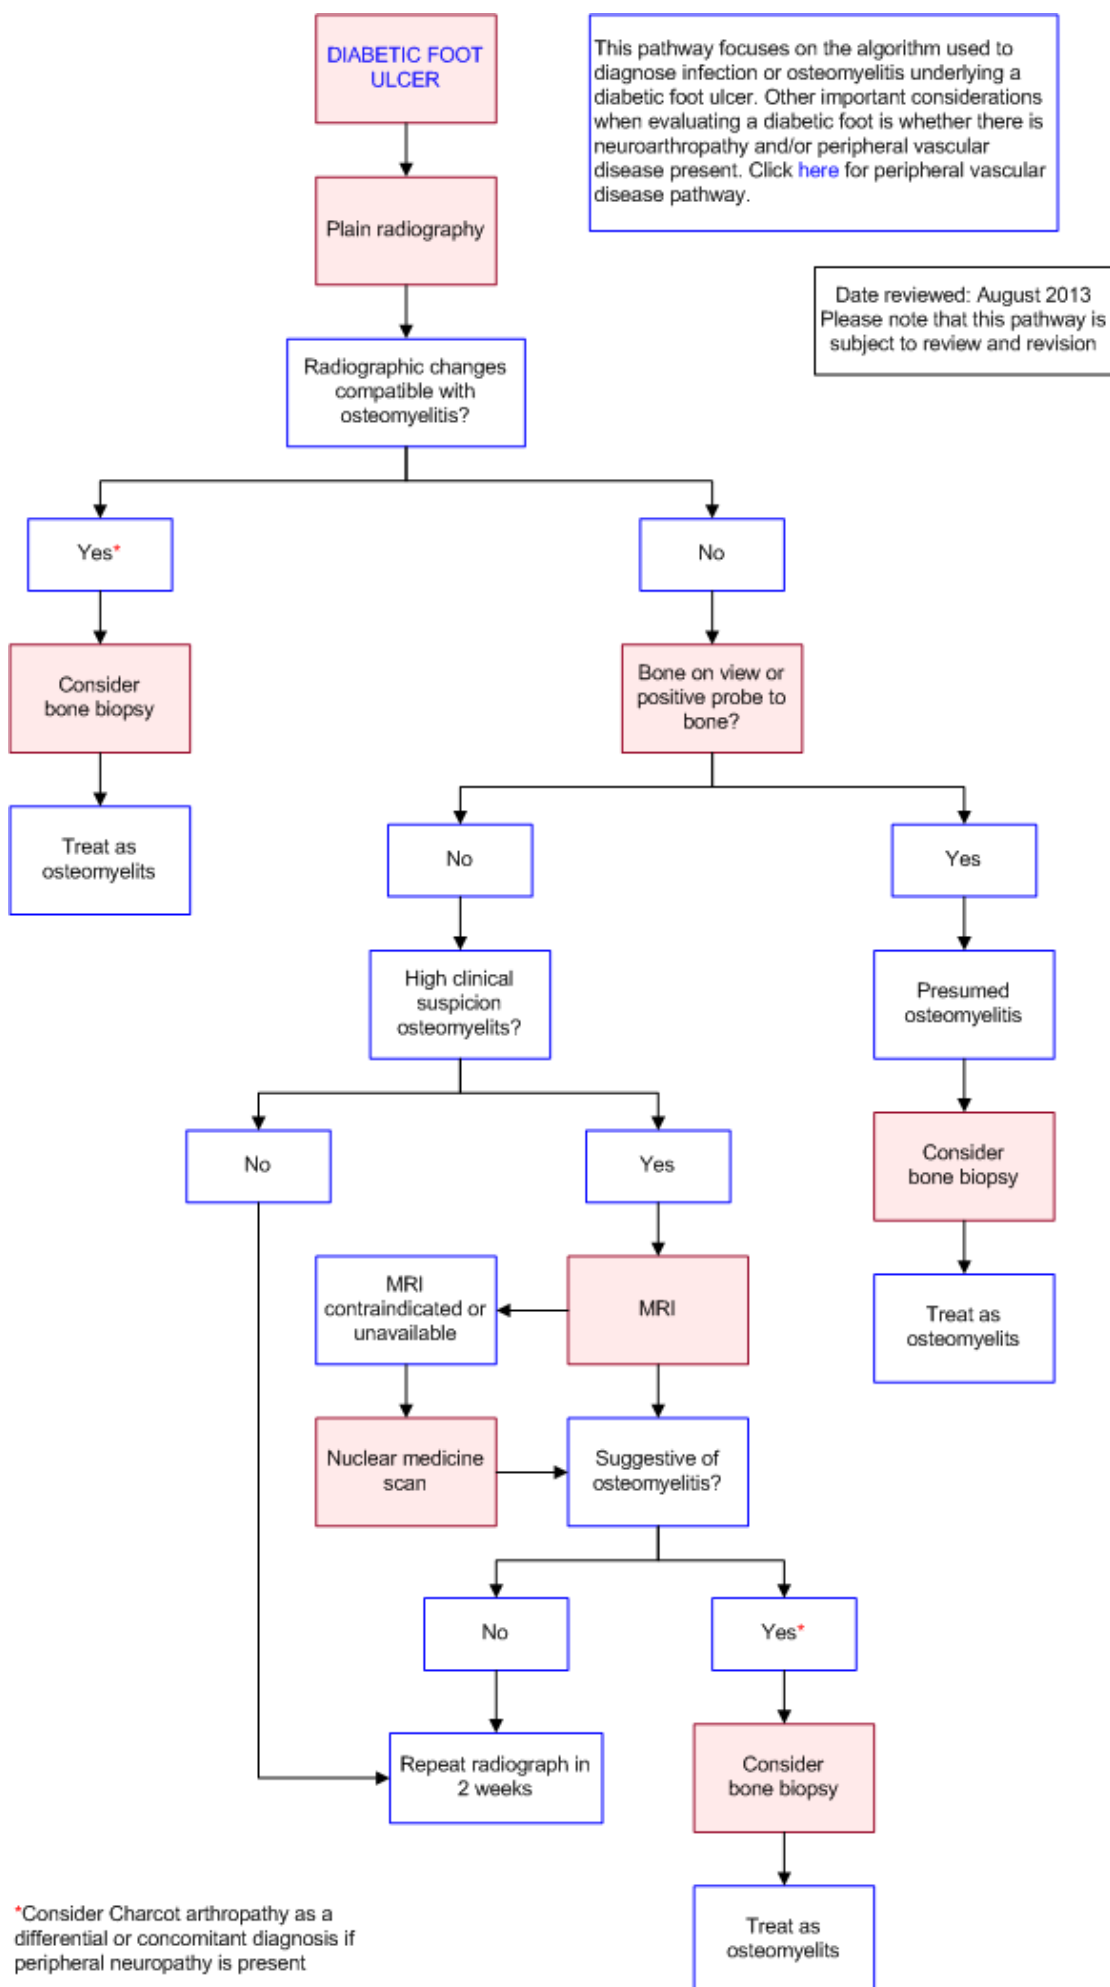 DIABETIC FOOT
ULCER
This pathway focuses on the algorithm used to
diagnose infection or osteomyelitis underlying a
diabetic foot ulcer. Other important considerations
when evaluating a diabetic foot is whether there is
neuroarthropathy and/or peripheral vascular
disease present. Click here for peripheral vascular
disease pathway.
Plain radiography
Date reviewed: August 2013
Please note that this pathway is
subject to review and revision
Radiographic changes
compatible with
osteomyelitis?
Yes*
No
Consider
bone biopsy
Bone on view or
positive probe to
bone?
Treat as
osteomyelits
No
Yes
High clinical
suspicion
osteomyelits?
Presumed
osteomyelitis
No
Yes
Consider
bone biopsy
MRI
contraindicated or
unavailable
MRI
Treat as
osteomyelits
Nuclear medicine
scan
Suggestive of
osteomyelitis?
No
Yes*
Repeat radiograph in
2 weeks
Consider
bone biopsy
Treat as
osteomyelits
*Consider Charcot arthropathy as a
differential or concomitant diagnosis if
peripheral neuropathy is present